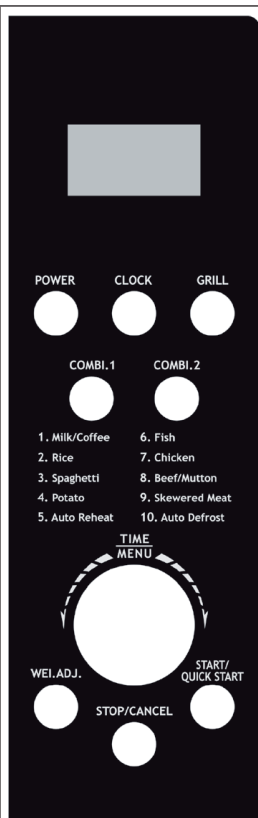 POWER CLOCK GRILL
COMBI.1 COMBI.2
1. Milk/Coffee 6. Fish
2. Rice 7. Chicken
3. Spaghetti 8. Beef/Mutton
4. Potato 9. Skewered Meat
5. Auto Reheat 10. Auto Defrost
TIME
MENU
WEI.ADJ. START/
QUICK START
STOP/CANCEL